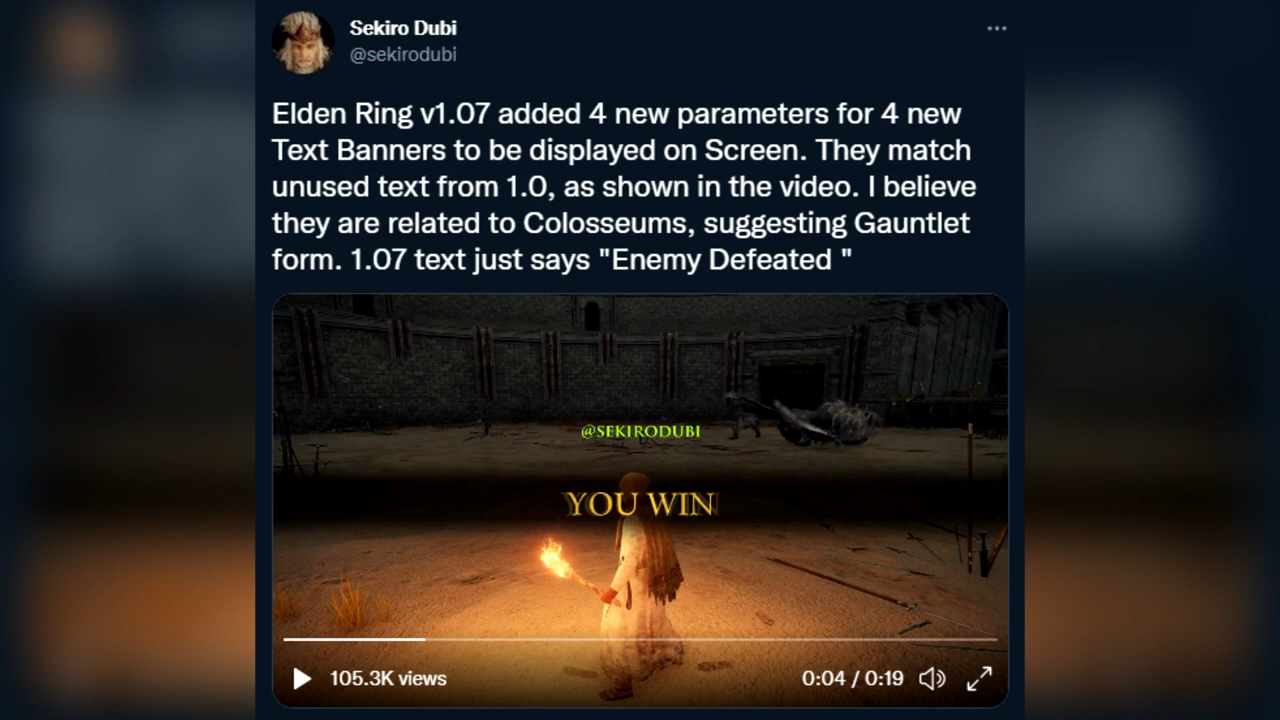 Sekiro Dubi
@sekirodubi
Elden Ring v1.07 added 4 new parameters for 4 new
Text Banners to be displayed on Screen. They match
unused text from 1.0, as shown in the video. I believe
they are related to Colosseums, suggesting Gauntlet
form. 1.07 text just says "Enemy Defeated "
@SEKIRODUBI
YOU WIN
105.3K views
0:04 / 0:19